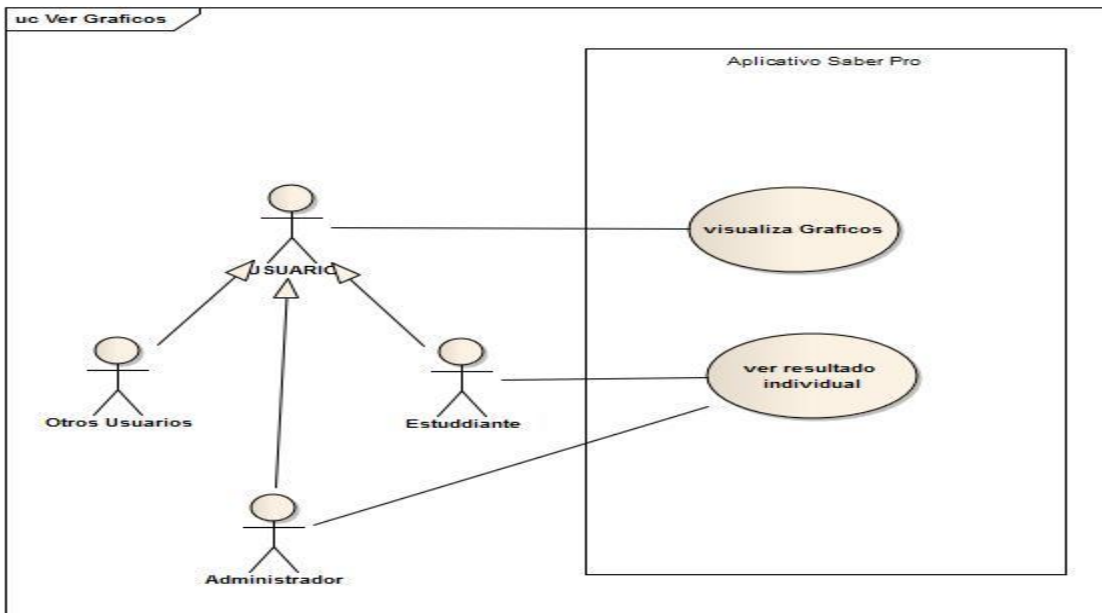 uc Ver Graficos
Aplicativo Saber Pro
visualiza Graficos
USUARIO
ver resultado
individual
Otros Usuarios
Estuddiante
Administrador